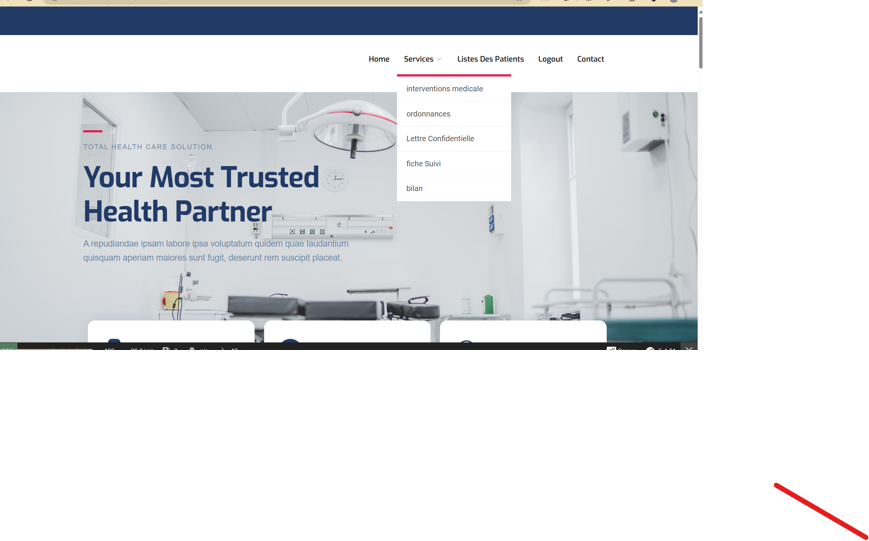 Home Services Listes Des Patients Logout Contact
interventions medicale
ordonnances
Lettre Confidentielle
fiche Suivi
bilan
TOTAL HEALTH CARE SOLUTION
Your Most Trusted
Health Partner
A repudiandae ipsam labore ipsa voluptatum quidem quae laudantium
quisquam aperiam maiores sunt fugit, deserunt rem suscipit placeat.